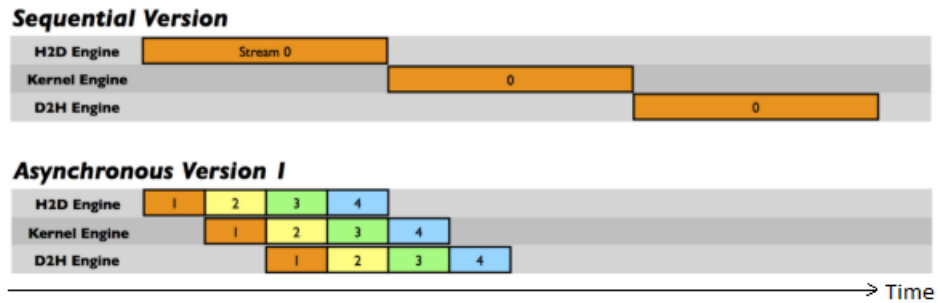 Sequential Version
H2D Engine Stream 0
Kernel Engine 0
D2H Engine 0
Asynchronous Version 1
H2D Engine 1 2 3 4
Kernel Engine 1 2 3 4
D2H Engine 1 2 3 4
Time